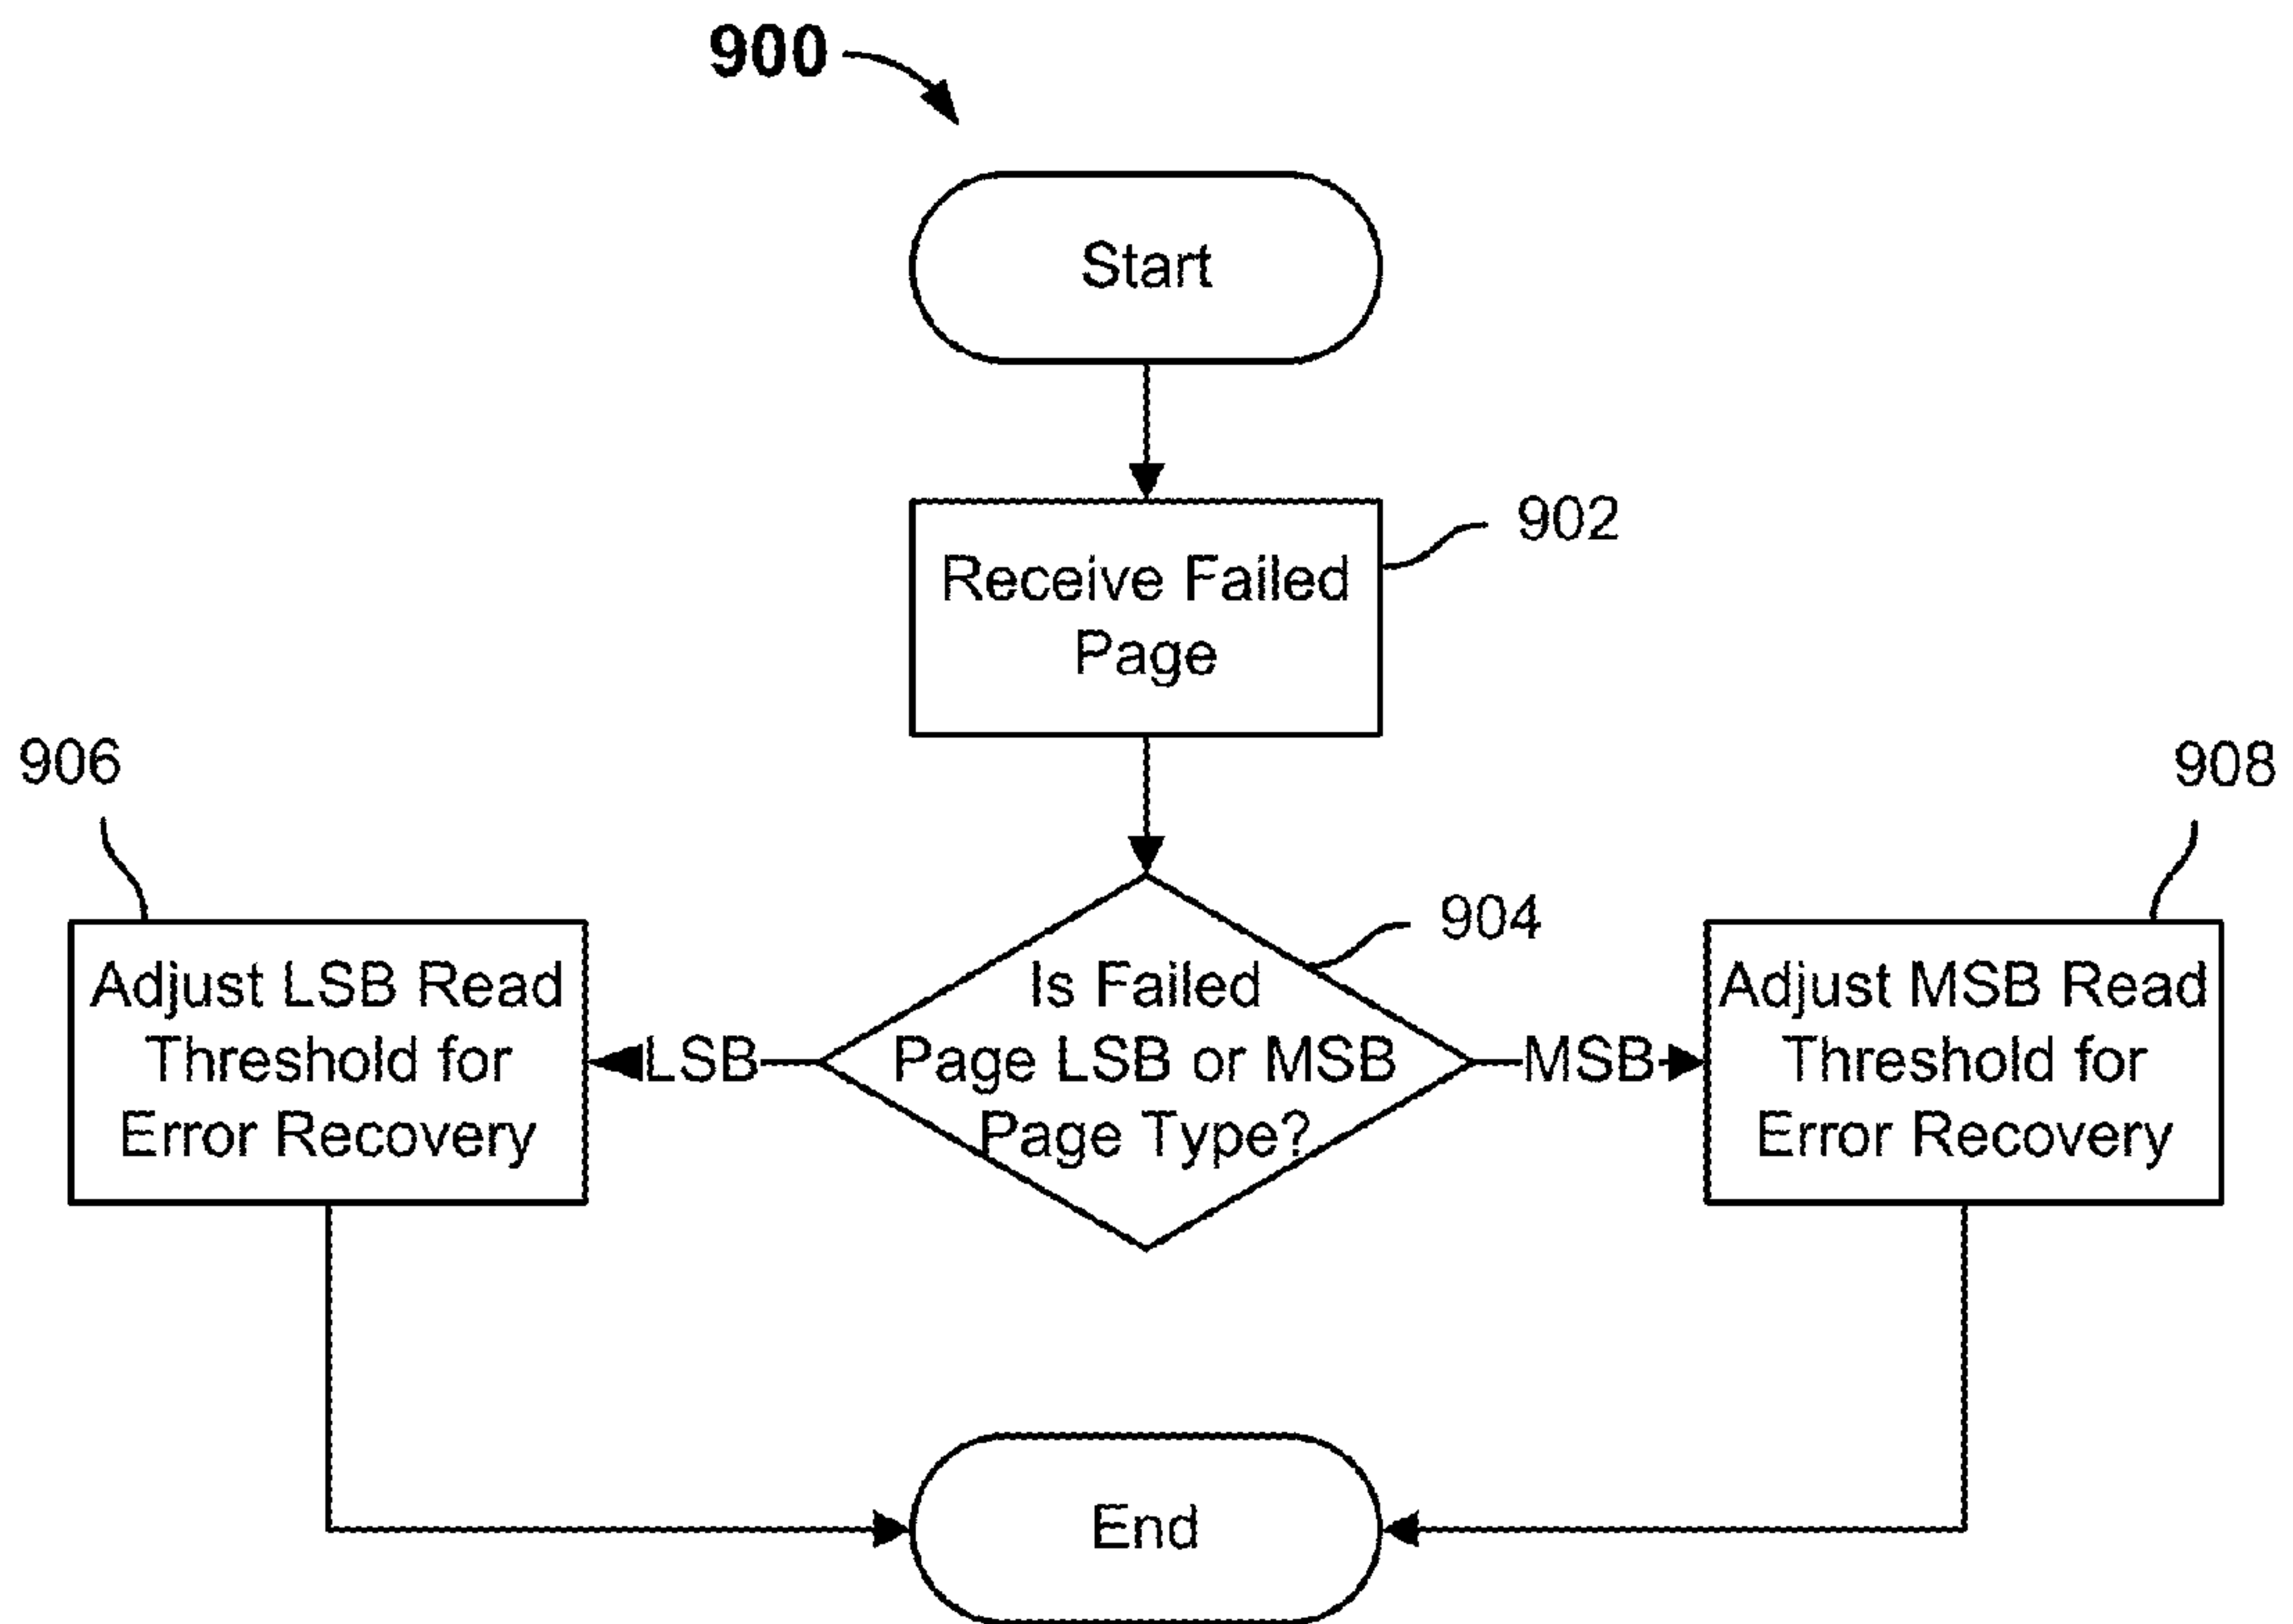 900
Start
902
Receive Failed
Page
906
908
904
Adjust LSB Read
Threshold for
Error Recovery
LSB
Is Failed
Page LSB or MSB
Page Type?
MSB
Adjust MSB Read
Threshold for
Error Recovery
End